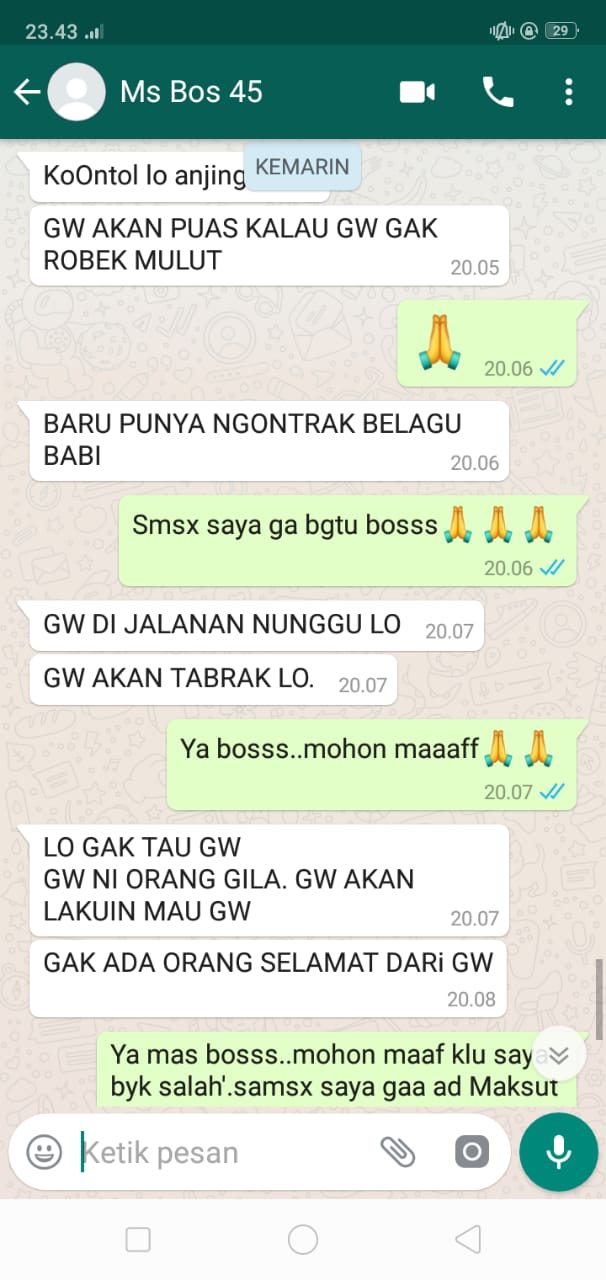 23.43
29
Ms Bos 45
KEMARIN
KoOntol lo anjing
GW AKAN PUAS KALAU GW GAK
ROBEK MULUT
20.05
🙏
20.06
BARU PUNYA NGONTRAK BELAGU
BABI
20.06
Smsx saya ga bgtu bosss🙏🙏🙏
20.06
GW DI JALANAN NUNGGU LO
20.07
GW AKAN TABRAK LO.
20.07
Ya bosss..mohon maaaff🙏🙏
20.07
LO GAK TAU GW
GW NI ORANG GILA. GW AKAN
LAKUIN MAU GW
20.07
GAK ADA ORANG SELAMAT DARi GW
20.08
Ya mas bosss..mohon maaf klu saya
byk salah'.samsx saya gaa ad Maksut
Ketik pesan